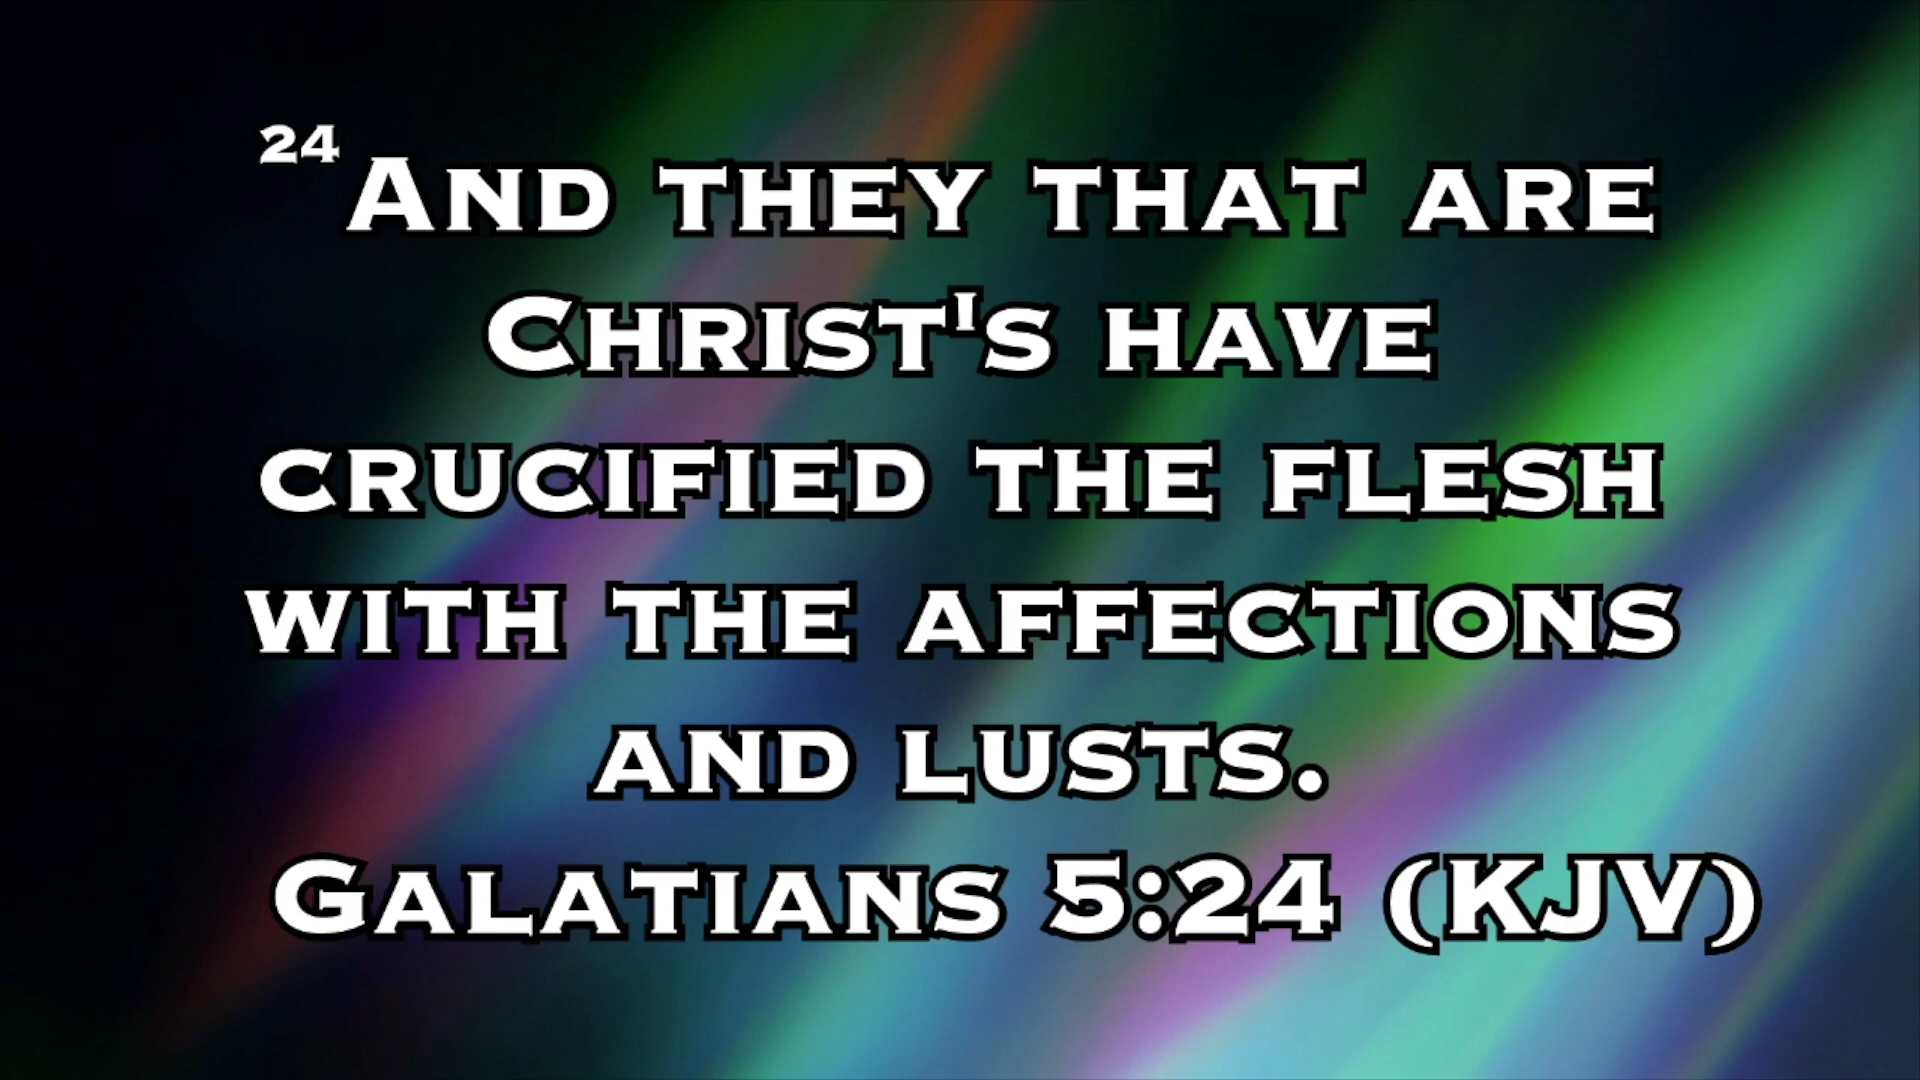 24 And they that are
Christ's have
crucified the flesh
with the affections
and lusts.
Galatians 5:24 (KJV)